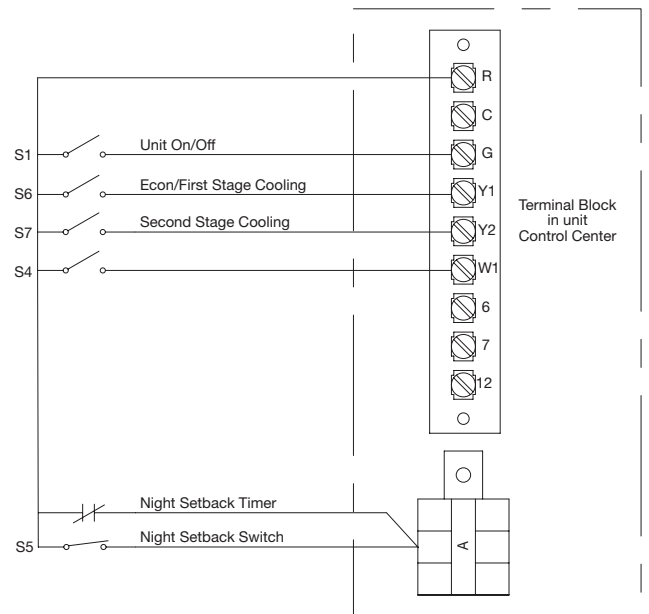 R
C
S1 Unit On/Off G
S6 Econ/First Stage Cooling Y1
S7 Second Stage Cooling Y2
S4 W1
6
7
12
Terminal Block
in unit
Control Center
Night Setback Timer
S5 Night Setback Switch
A